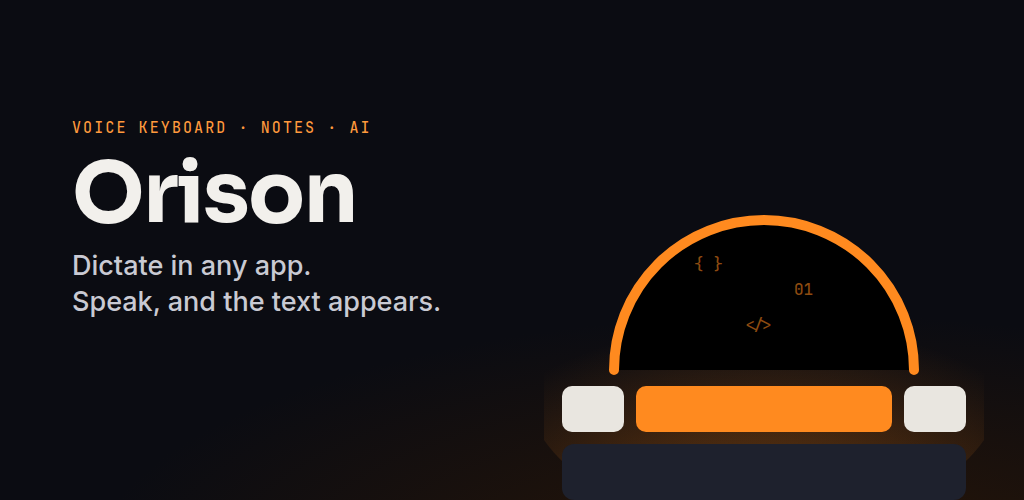 VOICE KEYBOARD · NOTES · AI
Orison
Dictate in any app.
Speak, and the text appears.
{ }
01
</>